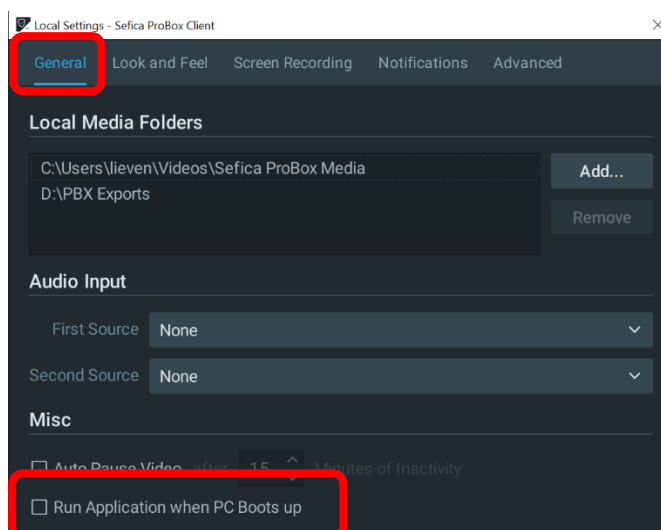 Local Settings - Sefica ProBox Client
General Look and Feel Screen Recording Notifications Advanced
Local Media Folders
C:\Users\lieven\Videos\Sefica ProBox Media
Add...
D:\PBX Exports
Remove
Audio Input
First Source None
Second Source None
Misc
Auto Pause Video after 15 Minutes of Inactivity
Run Application when PC Boots up